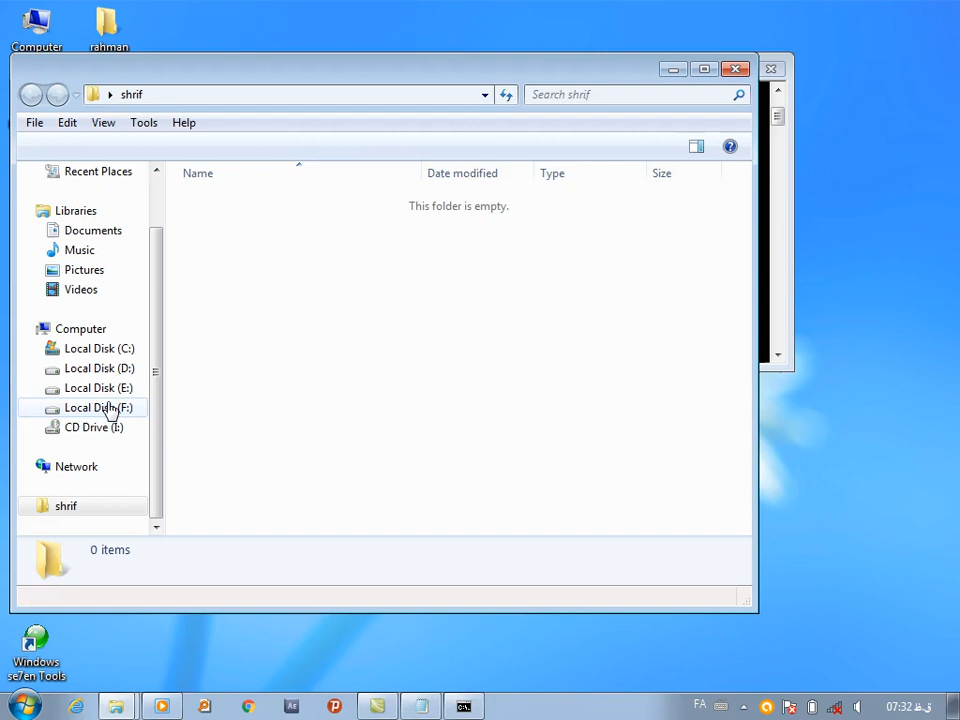 Computer
rahman
shrif
Search shrif
File Edit View Tools Help
Name Date modified Type Size
This folder is empty.
Recent Places
Libraries
Documents
Music
Pictures
Videos
Computer
Local Disk (C:)
Local Disk (D:)
Local Disk (E:)
Local Disk (F:)
CD Drive (I:)
Network
shrif
0 items
Windows
se7en Tools
FA
07:32 ق.ظ